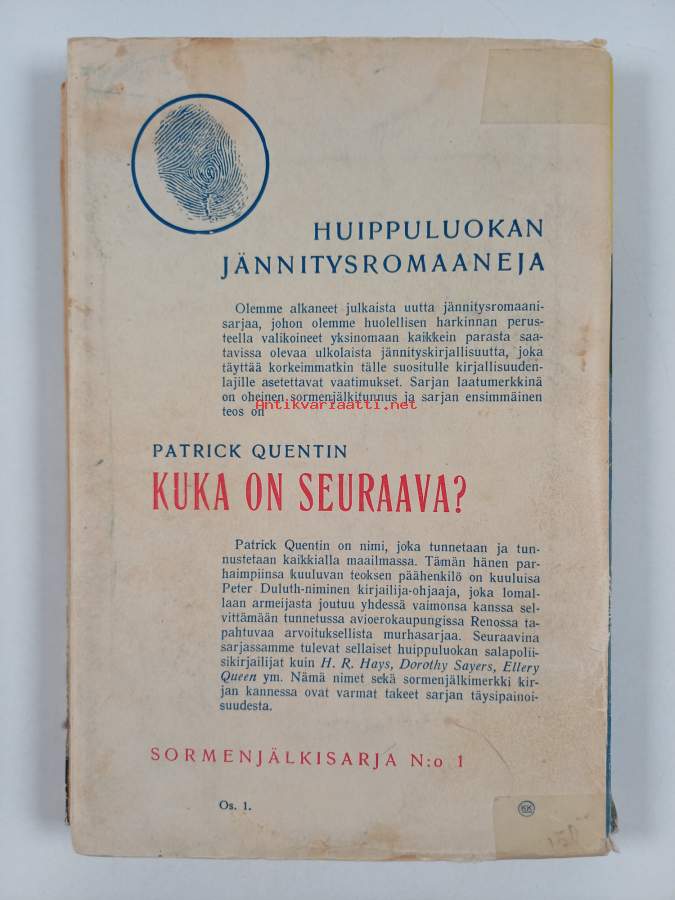 HUIPPULUOKAN
JÄNNITYSROMAANEJA
Olemme alkaneet julkaista uutta jännitysromaani-
sarjaa, johon olemme huolellisen harkinnan perus-
teella valikoineet yksinomaan kaikkein parasta saa-
tavissa olevaa ulkolaista jännityskirjallisuutta, joka
täyttää korkeimmatkin tälle suositulle kirjallisuuden-
lajille asetettavat vaatimukset. Sarjan laatumerkkinä
on oheinen sormenjälkitunnus ja sarjan ensimmäinen
teos on
Antikvariaatti.net
PATRICK QUENTIN
KUKA ON SEURAAVA?
Patrick Quentin on nimi, joka tunnetaan ja tun-
nustetaan kaikkialla maailmassa. Tämän hänen par-
haimpiinsa kuuluvan teoksen päähenkilö on kuuluisa
Peter Duluth-niminen kirjailija-ohjaaja, joka lomal-
laan armeijasta joutuu yhdessä vaimonsa kanssa sel-
vittämään tunnetussa avioerokaupungissa Renossa ta-
pahtuvaa arvoituksellista murhasarjaa. Seuraavina
sarjassamme tulevat sellaiset huippuluokan salapolii-
sikirjailijat kuin H. R. Hays, Dorothy Sayers, Ellery
Queen ym. Nämä nimet sekä sormenjälkimerkki kir-
jan kannessa ovat varmat takeet sarjan täysipainoi-
suudesta.
SORMENJÄLKISARJA N:o 1
Os. 1.
KK